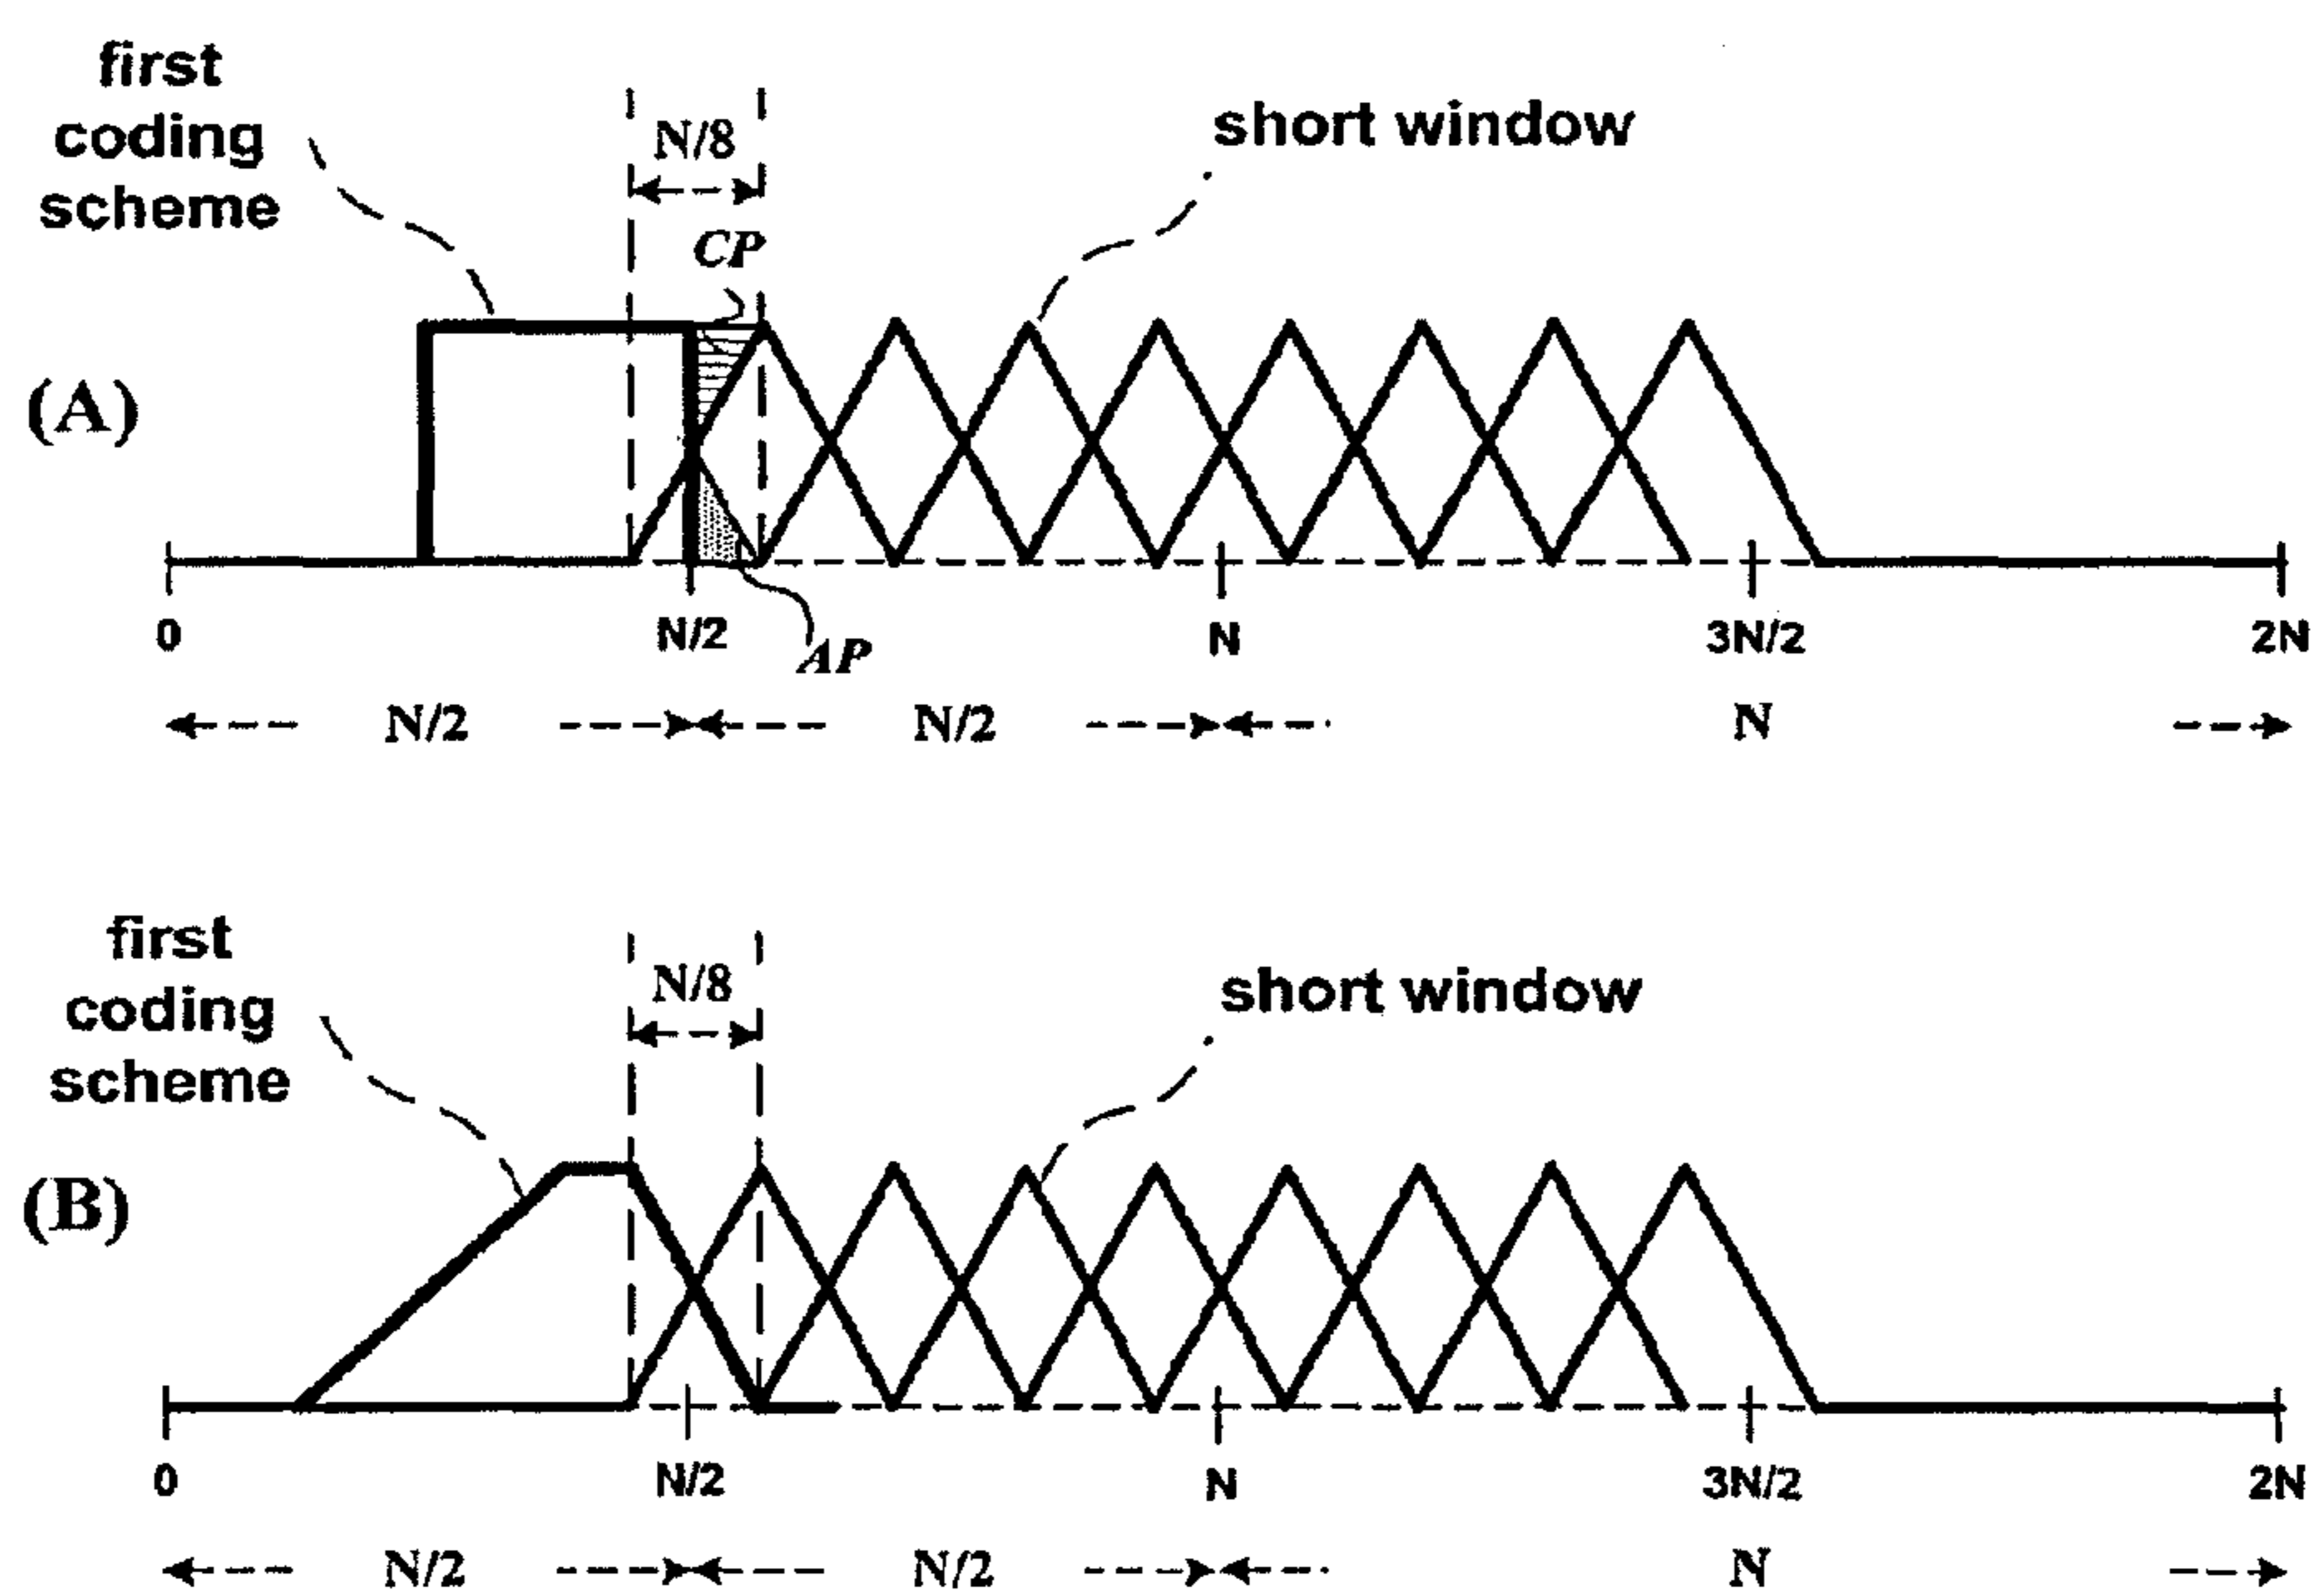 first
coding
scheme
N/8
short window
CP
(A)
0
N/2
N
3N/2
2N
AP
N/2
N/2
N
first
coding
scheme
N/8
short window
(B)
0
N/2
N
3N/2
2N
N/2
N/2
N